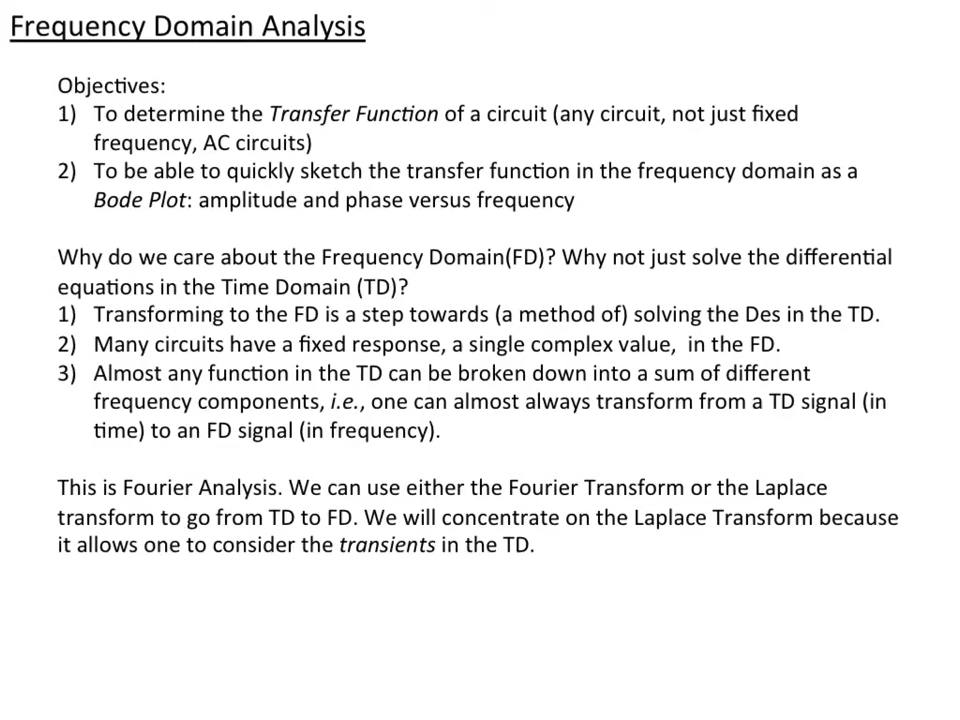 Frequency Domain Analysis
Objectives:
1) To determine the Transfer Function of a circuit (any circuit, not just fixed
frequency, AC circuits)
2) To be able to quickly sketch the transfer function in the frequency domain as a
Bode Plot: amplitude and phase versus frequency
Why do we care about the Frequency Domain(FD)? Why not just solve the differential
equations in the Time Domain (TD)?
1) Transforming to the FD is a step towards (a method of) solving the Des in the TD.
2) Many circuits have a fixed response, a single complex value,  in the FD.
3) Almost any function in the TD can be broken down into a sum of different
frequency components, i.e., one can almost always transform from a TD signal (in
time) to an FD signal (in frequency).
This is Fourier Analysis. We can use either the Fourier Transform or the Laplace
transform to go from TD to FD. We will concentrate on the Laplace Transform because
it allows one to consider the transients in the TD.